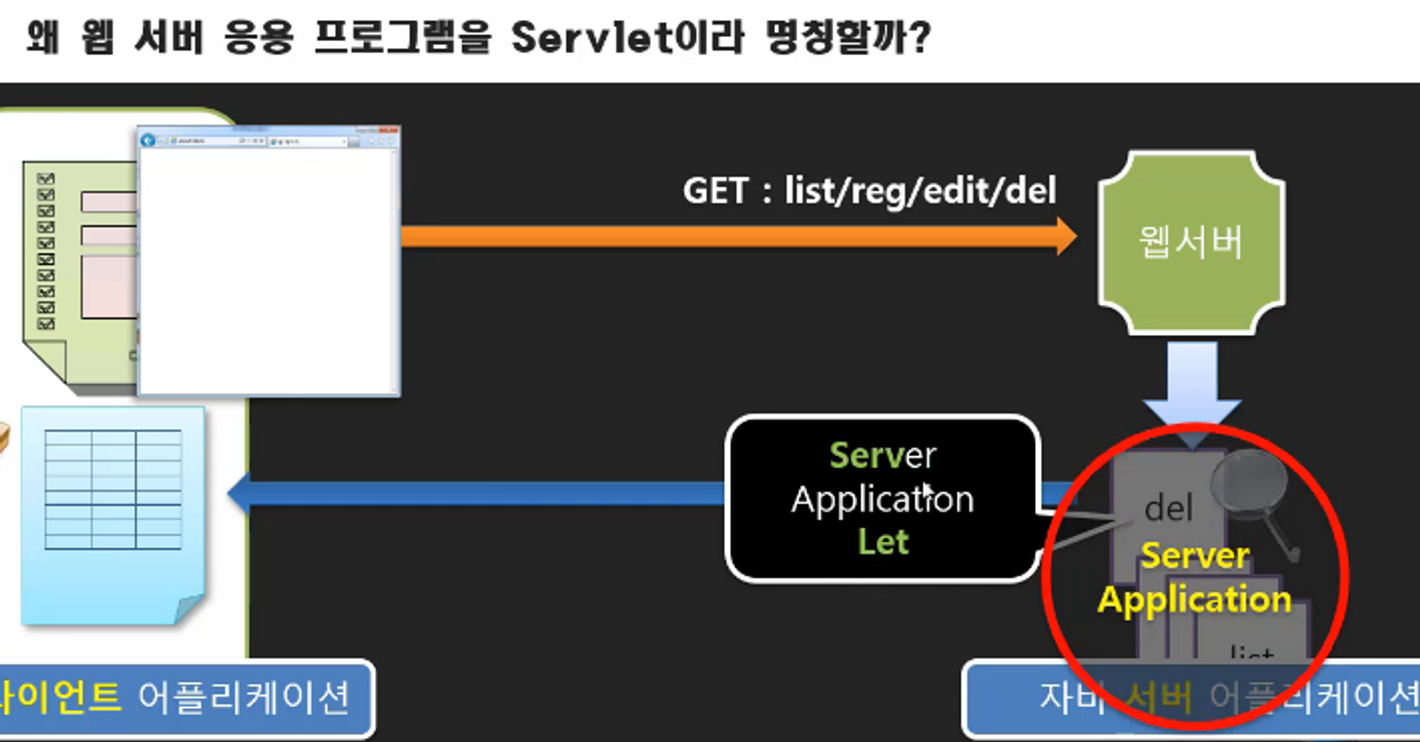 왜 웹 서버 응용 프로그램을 Servlet이라 명칭할까?
GET : list/reg/edit/del
웹서버
Server
Application
Let
del
Server
Application
list
라이언트 어플리케이션
자바 서버 어플리케이션